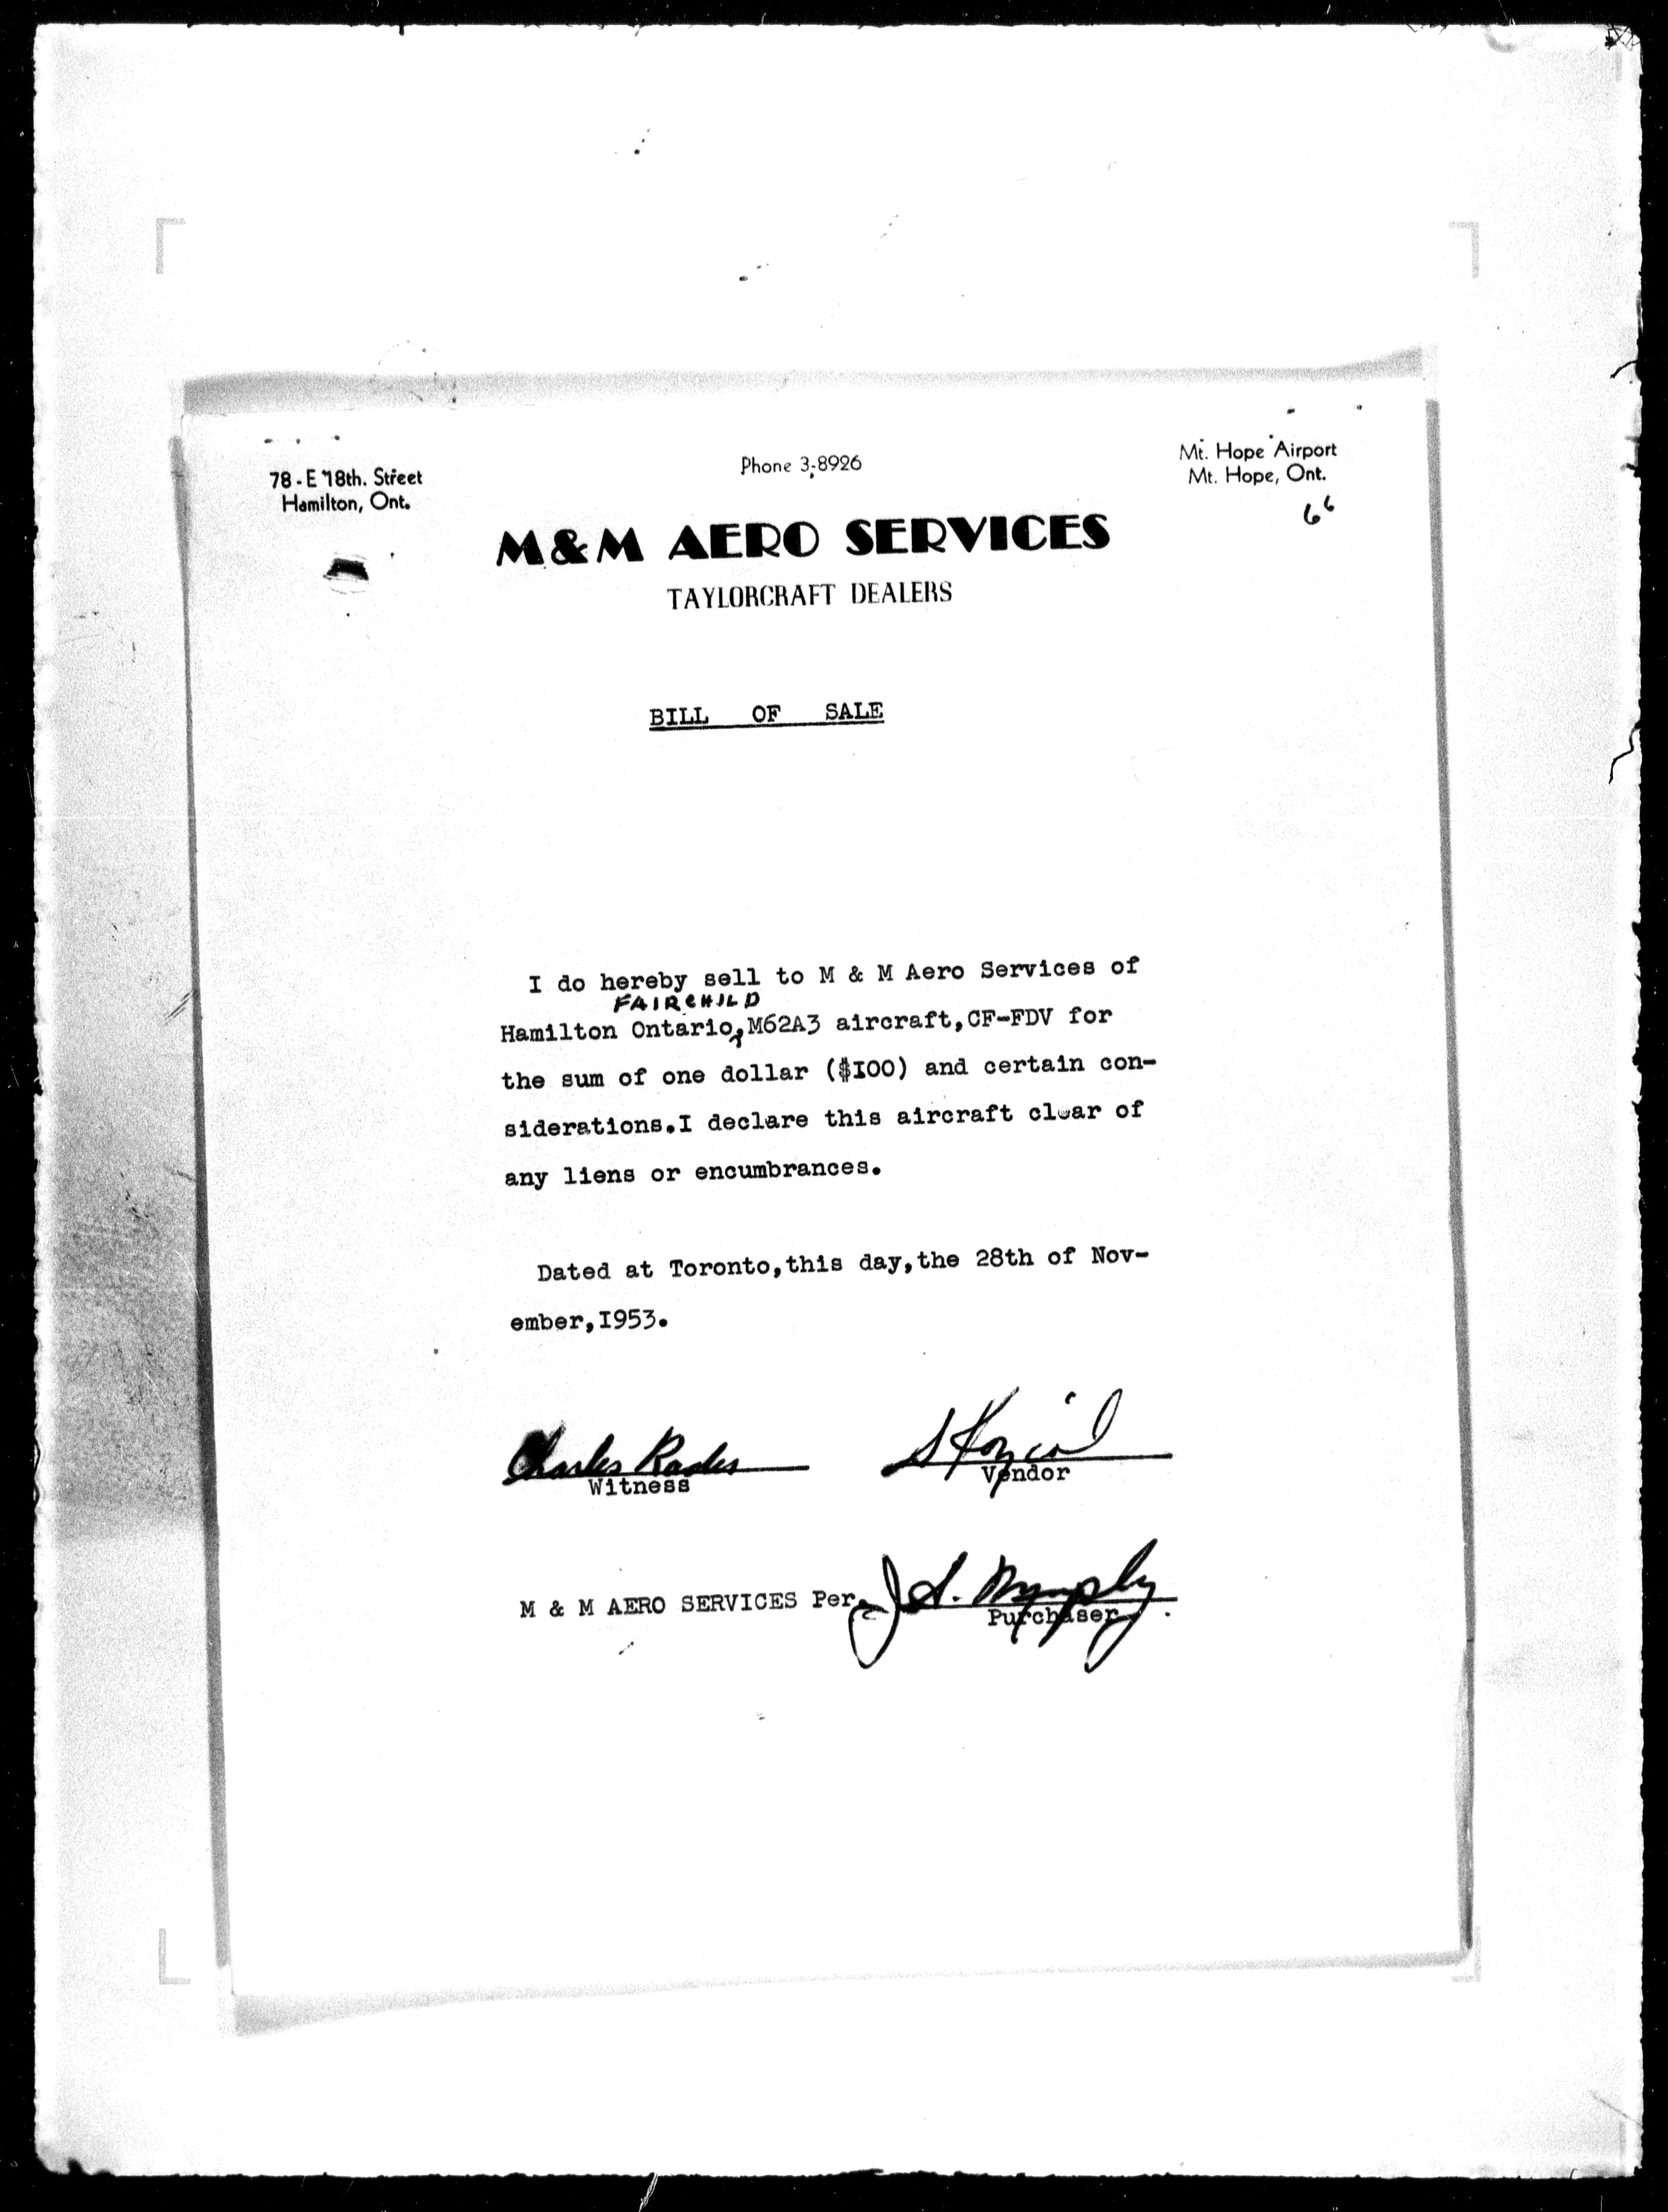 78 - E 18th. Street
Hamilton, Ont.
Phone 3-8926
Mt. Hope Airport
Mt. Hope, Ont.
66
M & M AERO SERVICES
TAYLORCRAFT DEALERS
BILL OF SALE
I do hereby sell to M & M Aero Services of
FAIRCHILD
Hamilton Ontario, M62A3 aircraft,CF-FDV for
the sum of one dollar ($I00) and certain con-
siderations.I declare this aircraft clear of
any liens or encumbrances.
Dated at Toronto,this day,the 28th of Nov-
ember,I953.
Charles
Witness
Vendor
M & M AERO SERVICES Per. J
Purchaser